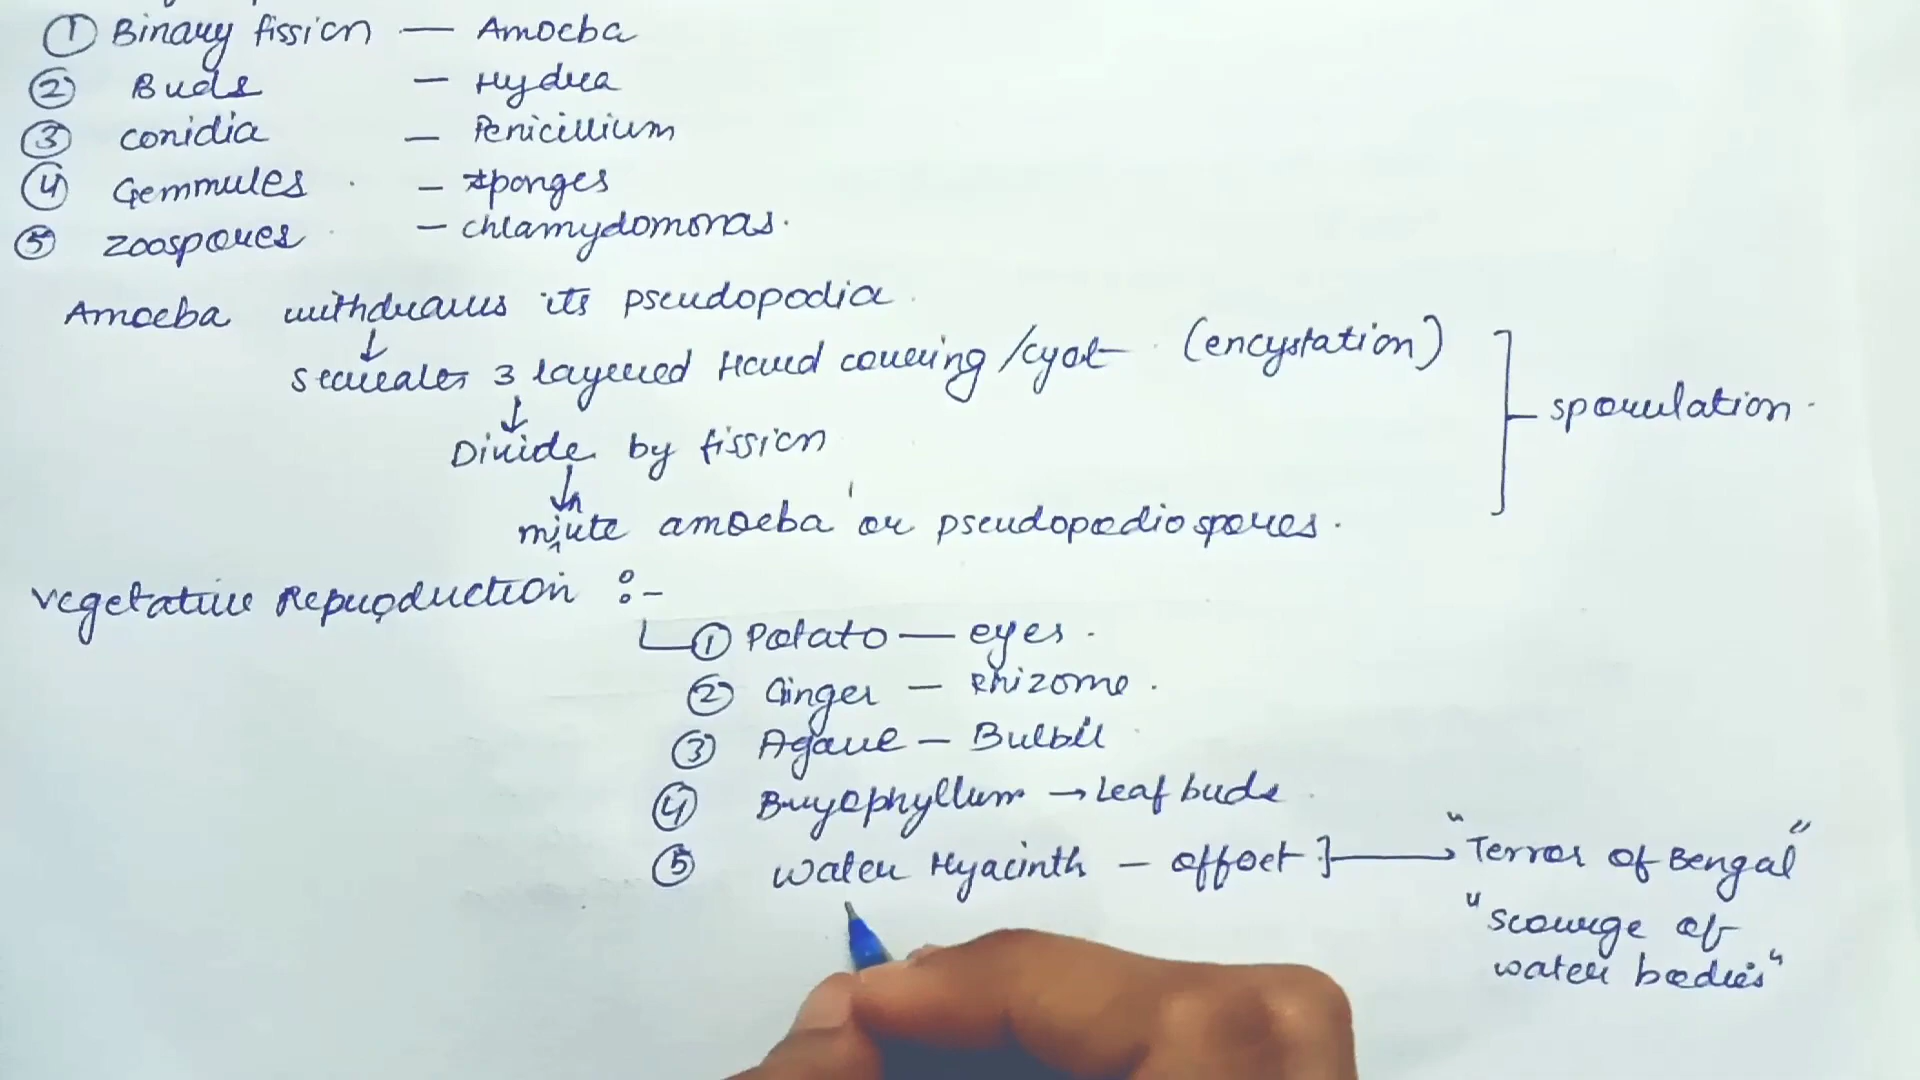 ① Binary fission — Amoeba
② Buds — Hydra
③ conidia — Penicillium
④ Gemmules — sponges
⑤ zoospores — chlamydomonas.
Amoeba withdraws its pseudopodia.
↓
secreates 3 layered Hard covering/cyst (encystation)
↓
Divide by fission
↓
minute amoeba or pseudopodiospores.
] sporulation.
Vegetative Reproduction :-
① Potato — eyes.
② Ginger — Rhizome.
③ Agave — Bulbil
④ Bryophyllum → Leaf buds.
⑤ water Hyacinth — offset } → "Terror of Bengal"
"scourge of
water bodies"